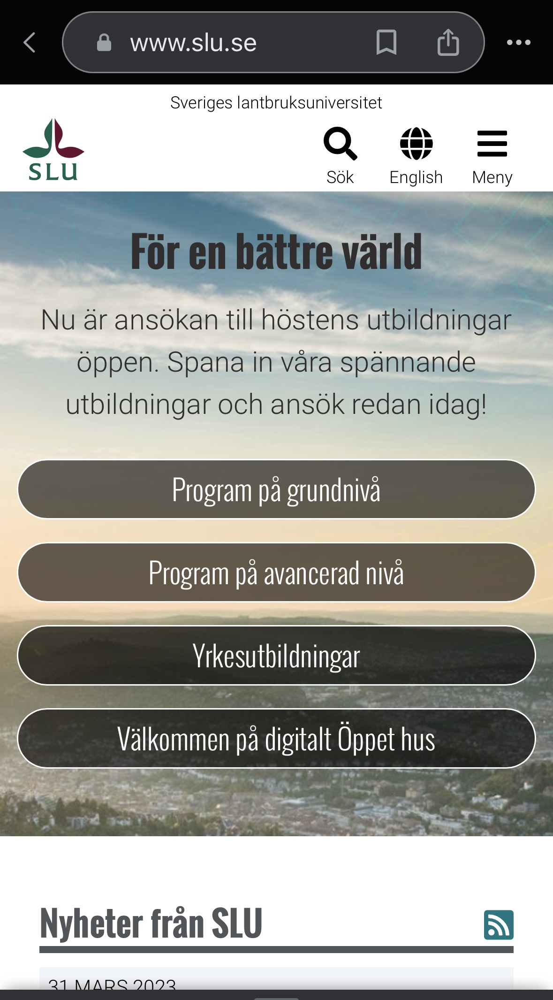 www.slu.se
Sveriges lantbruksuniversitet
SLU
Sök
English
Meny
För en bättre värld
Nu är ansökan till höstens utbildningar
öppen. Spana in våra spännande
utbildningar och ansök redan idag!
Program på grundnivå
Program på avancerad nivå
Yrkesutbildningar
Välkommen på digitalt Öppet hus
Nyheter från SLU
31 MARS 2023